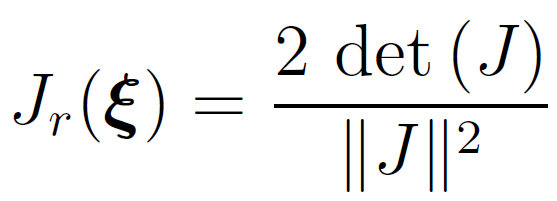 J_r(ξ) = 2 det (J) / ‖J‖²